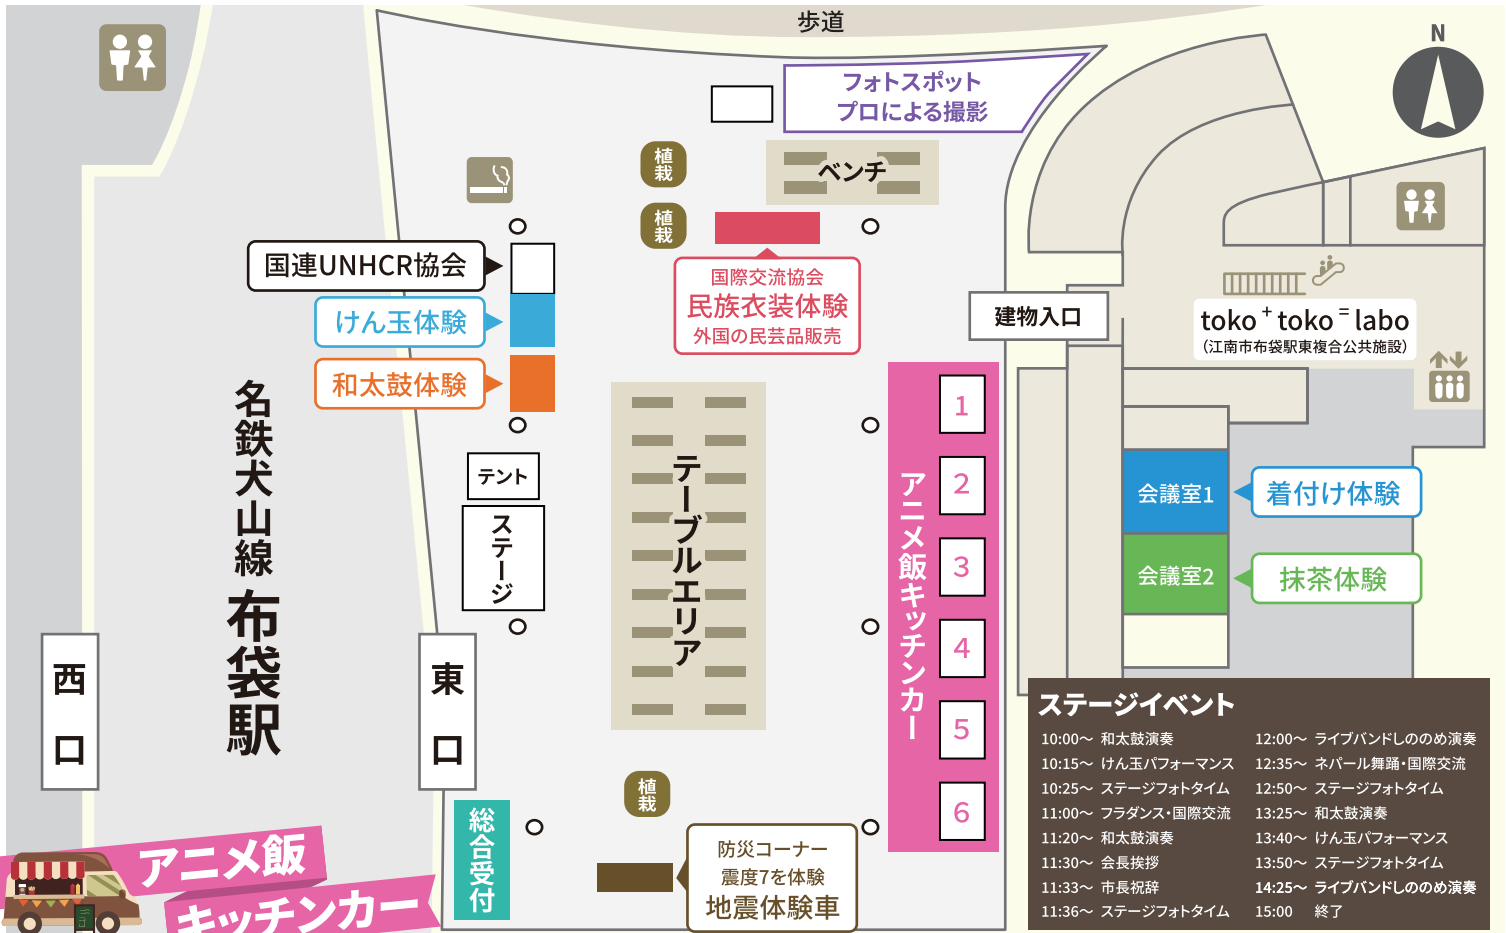 歩道
N
フォトスポット
プロによる撮影
植栽
ベンチ
植栽
国連UNHCR協会
国際交流協会
民族衣装体験
外国の民芸品販売
けん玉体験
和太鼓体験
建物入口
toko + toko = labo
(江南市布袋駅東複合公共施設)
名鉄犬山線 布袋駅
テント
ステージ
テーブルエリア
アニメ飯キッチンカー
1
2
3
4
5
6
会議室1
着付け体験
会議室2
抹茶体験
西口
東口
植栽
総合受付
防災コーナー
震度7を体験
地震体験車
アニメ飯
キッチンカー
ステージイベント
10:00〜 和太鼓演奏
10:15〜 けん玉パフォーマンス
10:25〜 ステージフォトタイム
11:00〜 フラダンス・国際交流
11:20〜 和太鼓演奏
11:30〜 会長挨拶
11:33〜 市長祝辞
11:36〜 ステージフォトタイム
12:00〜 ライブバンドしののめ演奏
12:35〜 ネパール舞踊・国際交流
12:50〜 ステージフォトタイム
13:25〜 和太鼓演奏
13:40〜 けん玉パフォーマンス
13:50〜 ステージフォトタイム
14:25〜 ライブバンドしののめ演奏
15:00 終了